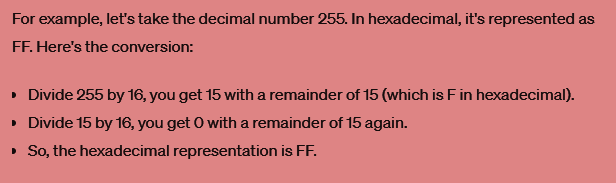 For example, let's take the decimal number 255. In hexadecimal, it's represented as
FF. Here's the conversion:
• Divide 255 by 16, you get 15 with a remainder of 15 (which is F in hexadecimal).
• Divide 15 by 16, you get 0 with a remainder of 15 again.
• So, the hexadecimal representation is FF.